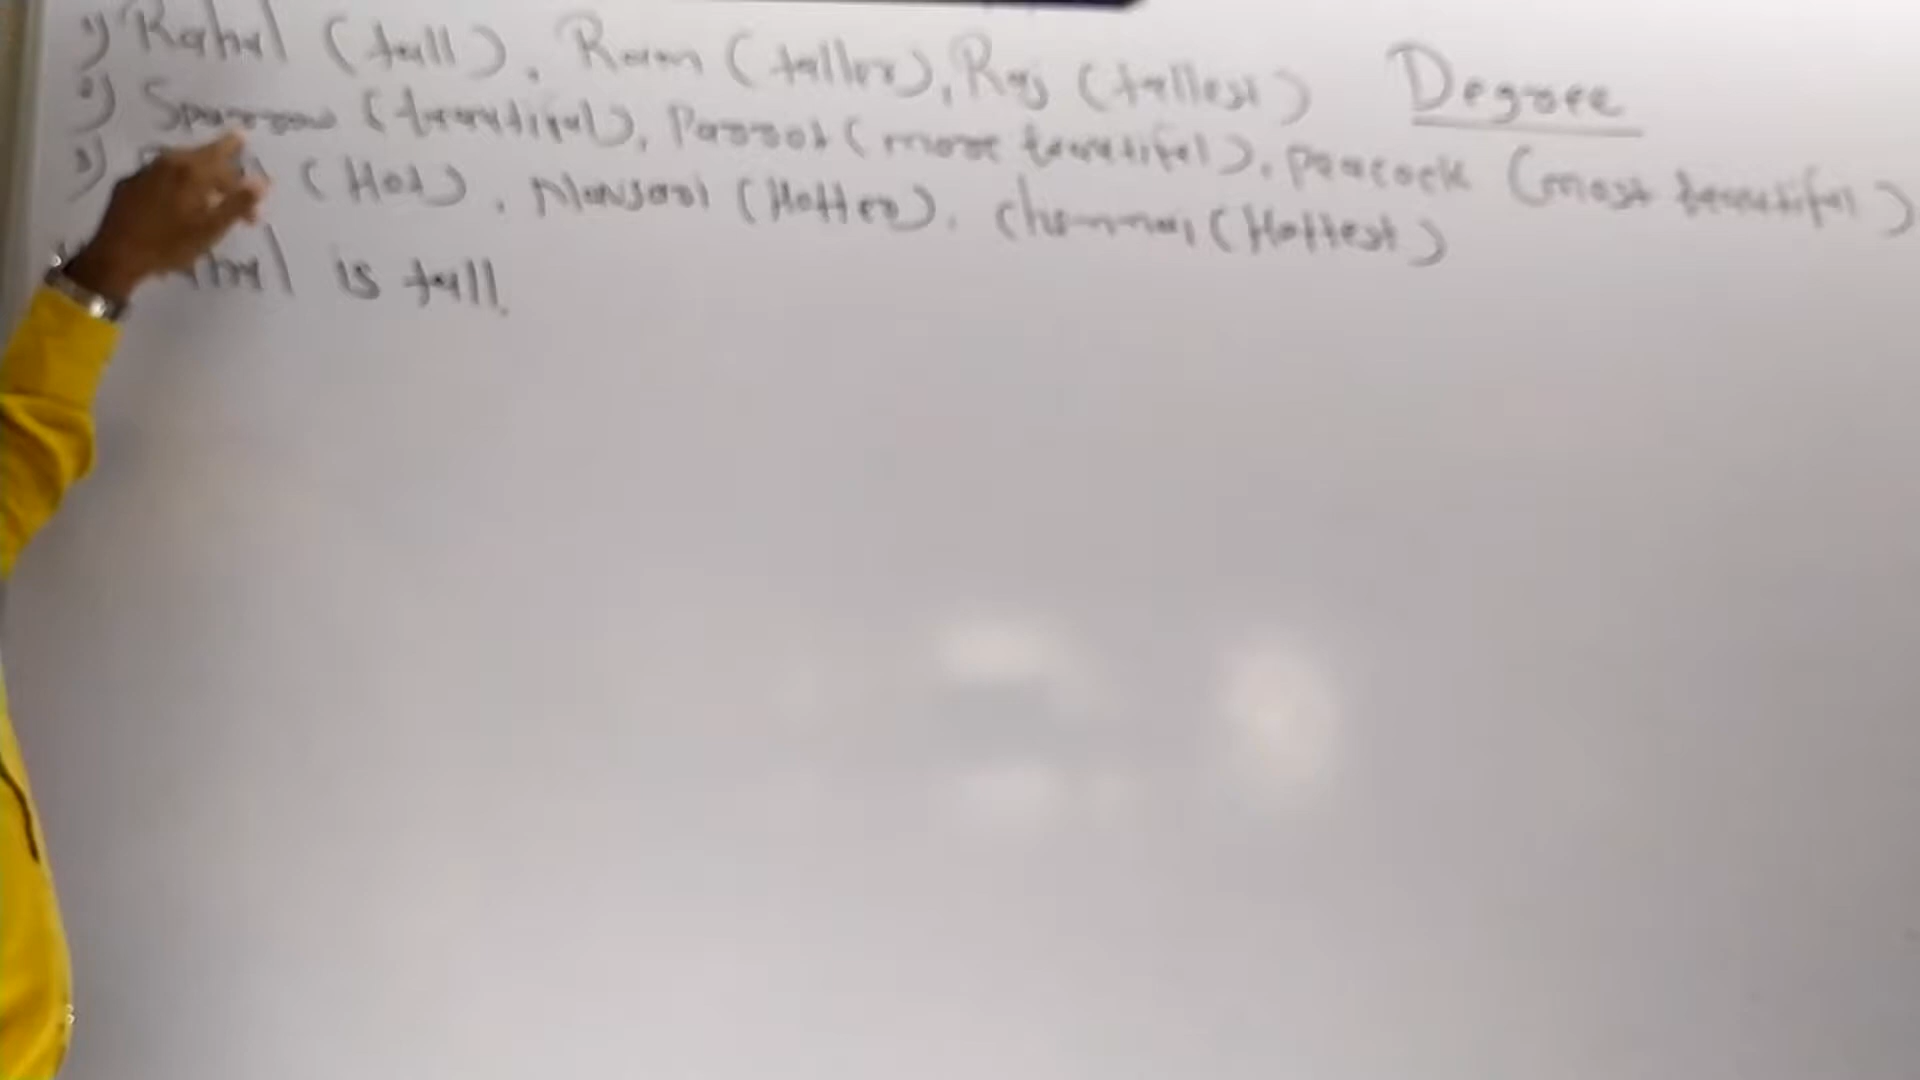 1) Rahul (tall), Ram (taller), Raj (tallest) Degree
2) Sparrow (beautiful), Parrot (more beautiful), peacock (most beautiful)
3) (Hot), (Hotter), Chennai (Hottest)
is tall.